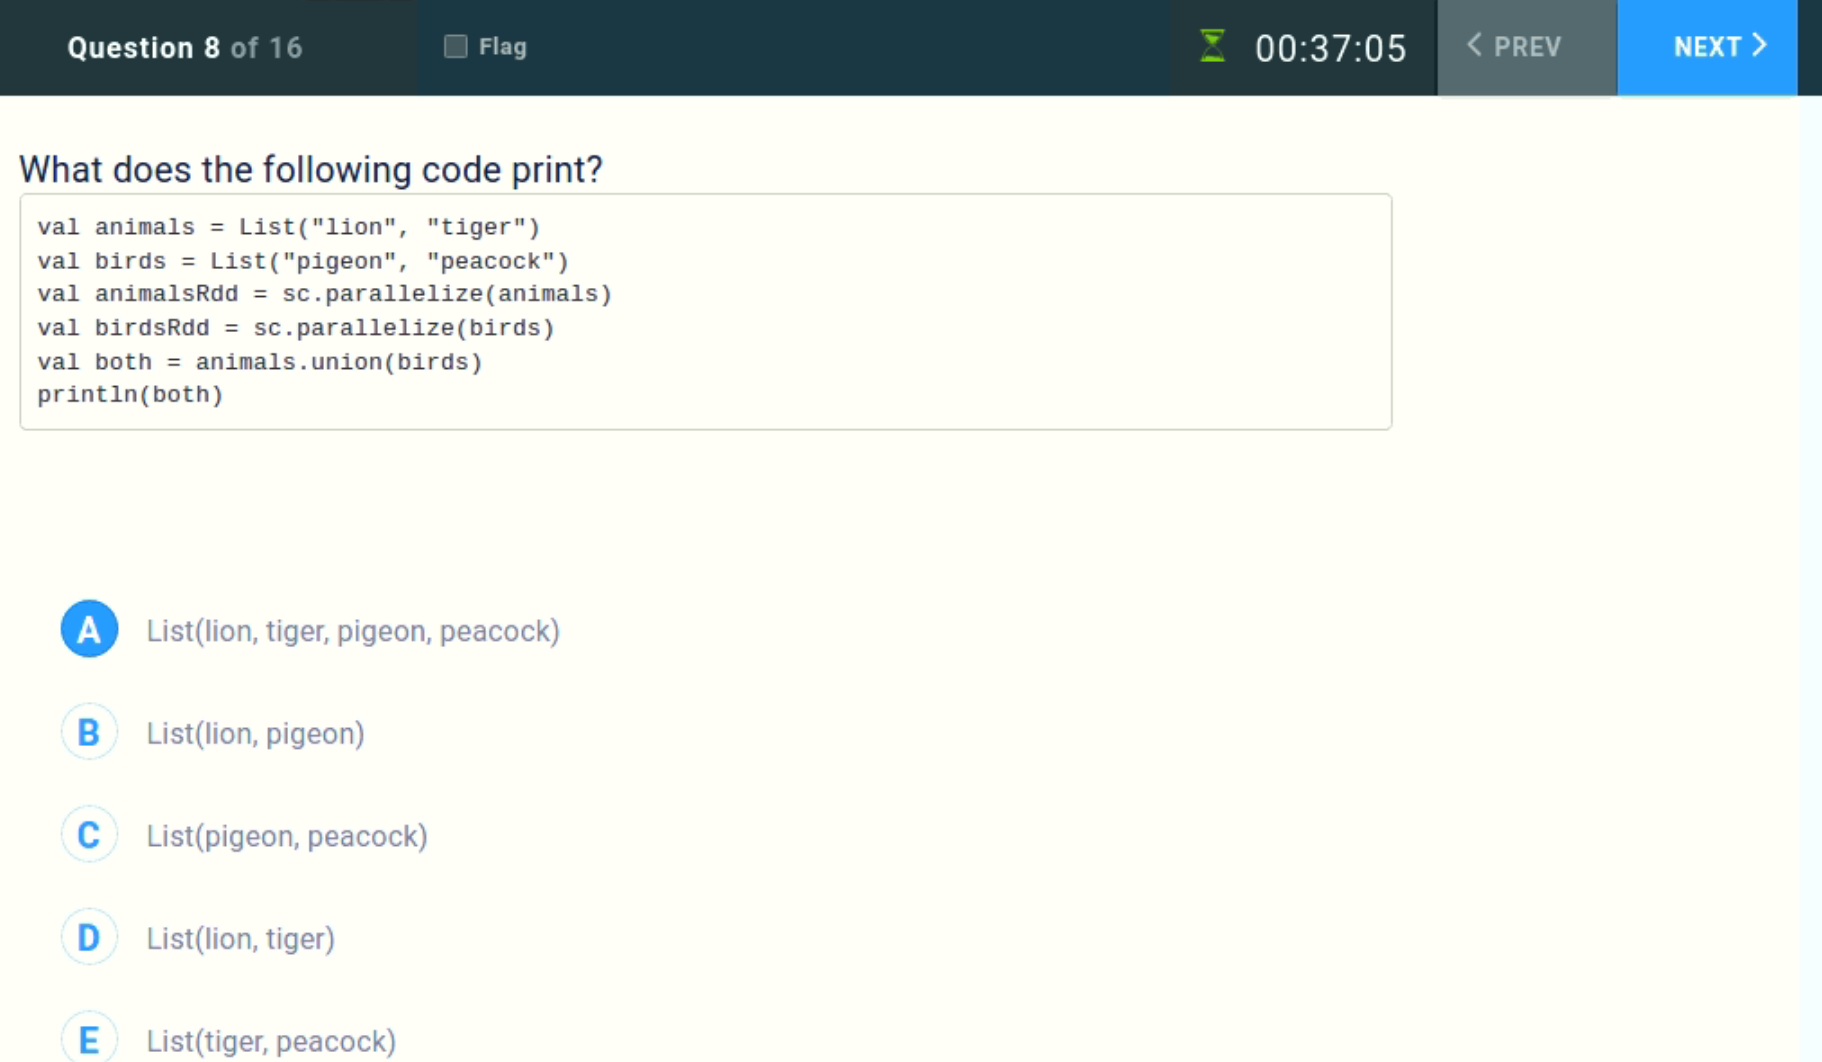 Question 8 of 16
Flag
00:37:05
PREV
NEXT
What does the following code print?
val animals = List("lion", "tiger")
val birds = List("pigeon", "peacock")
val animalsRdd = sc.parallelize(animals)
val birdsRdd = sc.parallelize(birds)
val both = animals.union(birds)
println(both)
A List(lion, tiger, pigeon, peacock)
B List(lion, pigeon)
C List(pigeon, peacock)
D List(lion, tiger)
E List(tiger, peacock)